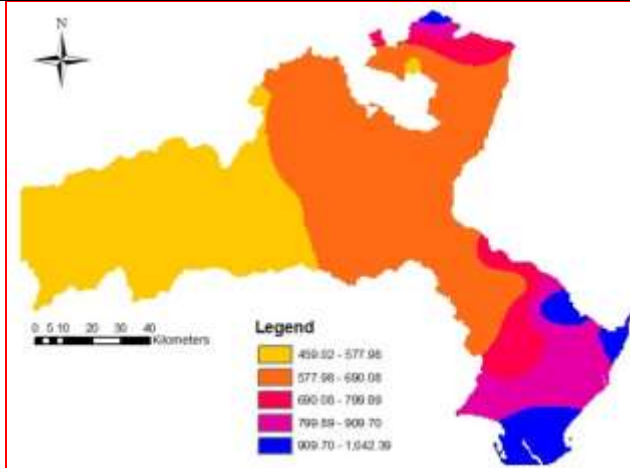 N
0 5 10 20 30 40
Kilometers
Legend
459.02 - 577.98
577.98 - 690.08
690.08 - 799.89
799.89 - 909.70
909.70 - 1,042.39